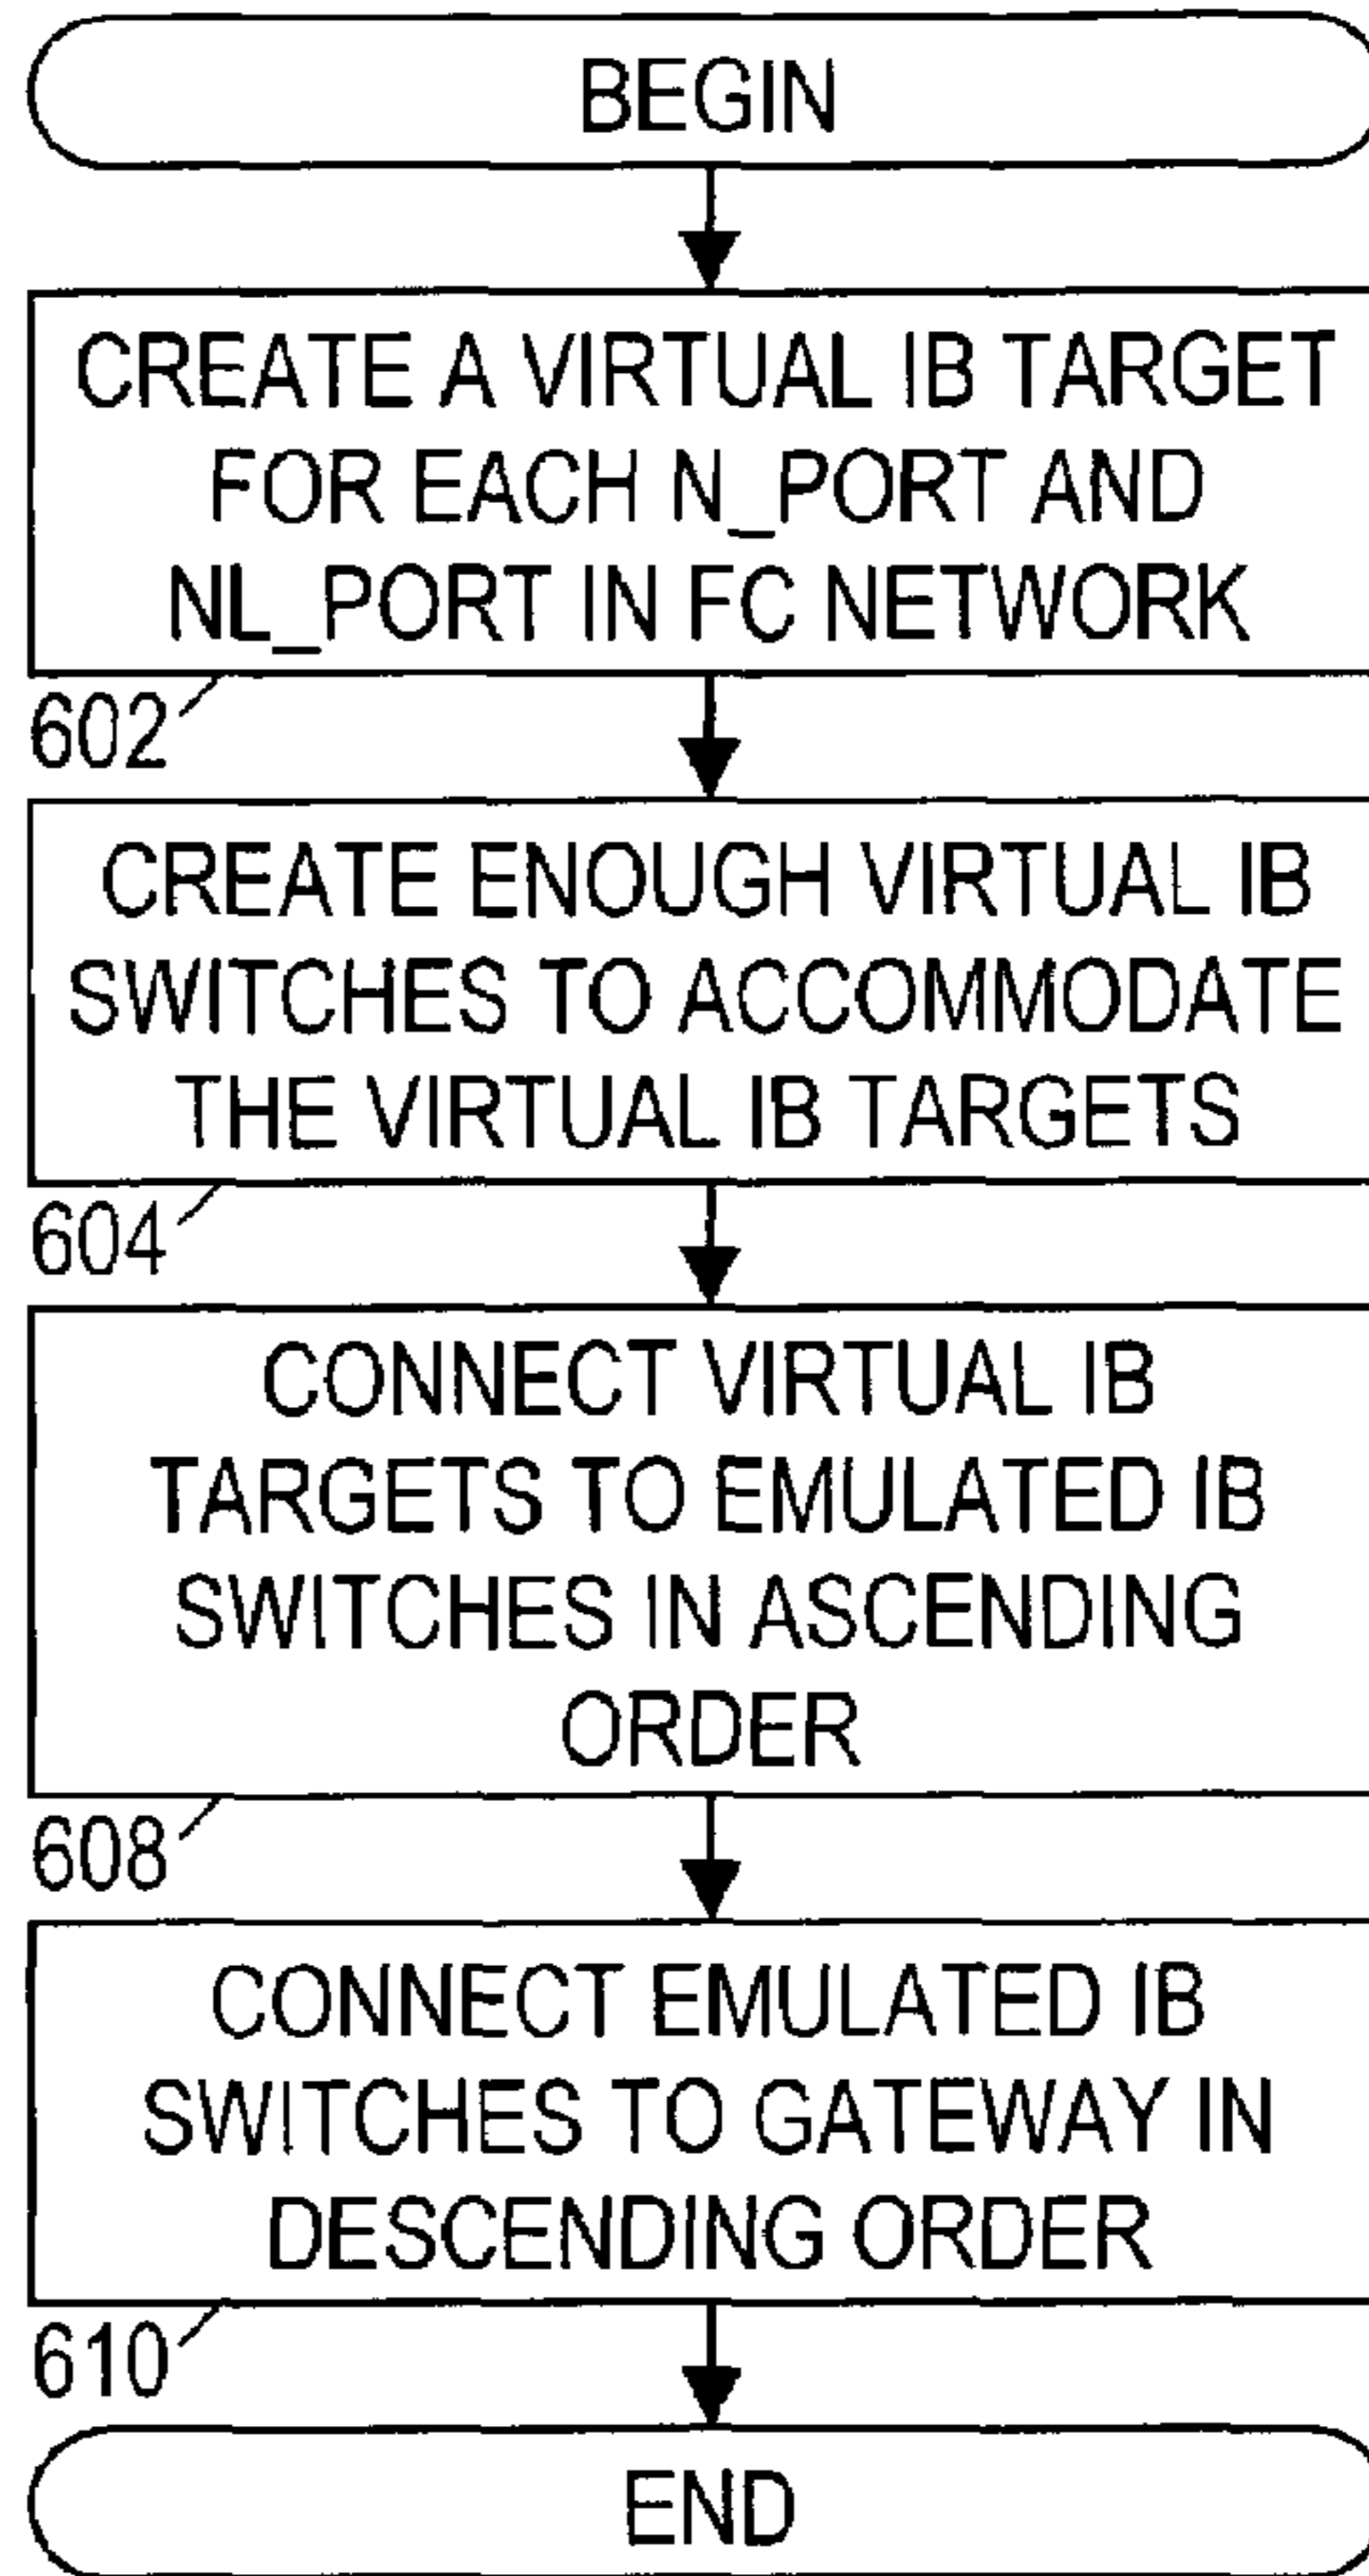 BEGIN
CREATE A VIRTUAL IB TARGET
FOR EACH N_PORT AND
NL_PORT IN FC NETWORK
602
CREATE ENOUGH VIRTUAL IB
SWITCHES TO ACCOMMODATE
THE VIRTUAL IB TARGETS
604
CONNECT VIRTUAL IB
TARGETS TO EMULATED IB
SWITCHES IN ASCENDING
ORDER
608
CONNECT EMULATED IB
SWITCHES TO GATEWAY IN
DESCENDING ORDER
610
END